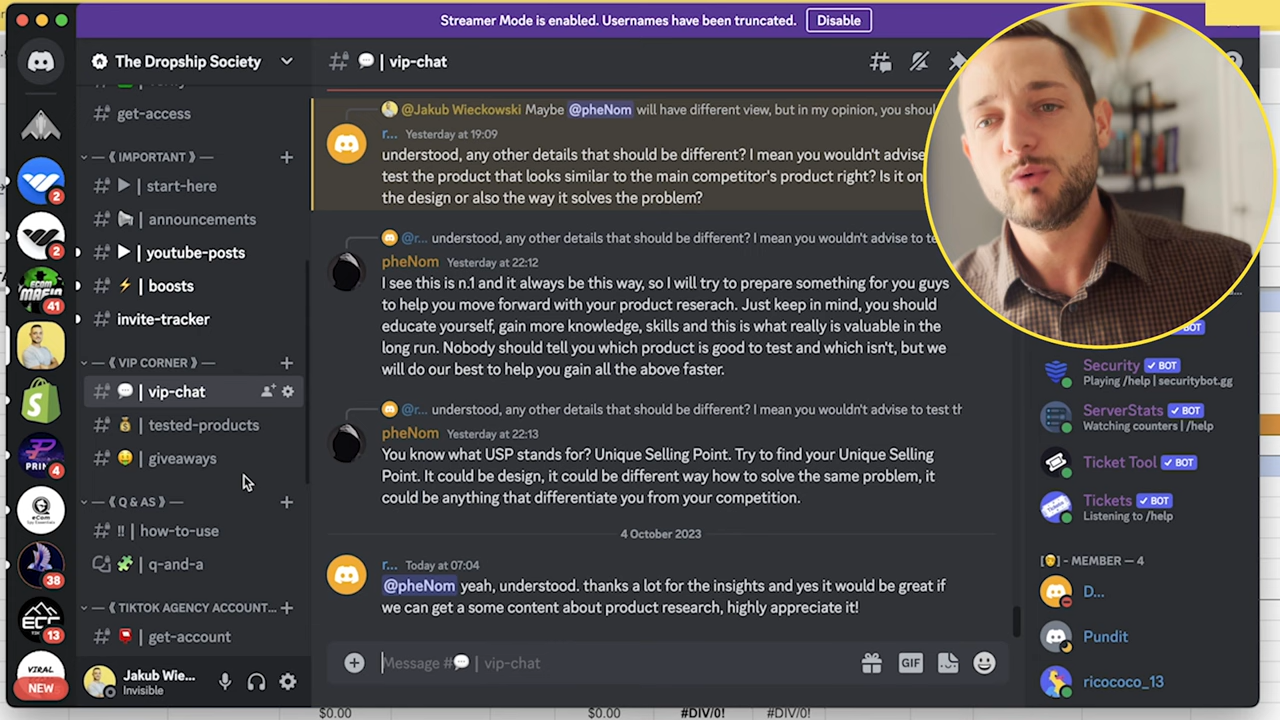 Streamer Mode is enabled. Usernames have been truncated.
Disable
The Dropship Society
get-access
IMPORTANT
start-here
announcements
youtube-posts
boosts
invite-tracker
VIP CORNER
vip-chat
tested-products
giveaways
Q & AS
!! | how-to-use
q-and-a
TIKTOK AGENCY ACCOUNT...
get-account
Jakub Wie...
Invisible
2
2
ECOM
MAFIA
41
4
eCom
38
ECC
13
VIRAL
NEW
vip-chat
@Jakub Wieckowski Maybe @pheNom will have different view, but in my opinion, you shou
r... Yesterday at 19:09
understood, any other details that should be different? I mean you wouldn't advise
test the product that looks similar to the main competitor's product right? Is it on
the design or also the way it solves the problem?
@r... understood, any other details that should be different? I mean you wouldn't advise to te
pheNom Yesterday at 22:12
I see this is n.1 and it always be this way, so I will try to prepare something for you guys
to help you move forward with your product reserach. Just keep in mind, you should
educate yourself, gain more knowledge, skills and this is what really is valuable in the
long run. Nobody should tell you which product is good to test and which isn't, but we
will do our best to help you gain all the above faster.
@r... understood, any other details that should be different? I mean you wouldn't advise to test th
pheNom Yesterday at 22:13
You know what USP stands for? Unique Selling Point. Try to find your Unique Selling
Point. It could be design, it could be different way how to solve the same problem, it
could be anything that differentiate you from your competition.
4 October 2023
r... Today at 07:04
@pheNom yeah, understood. thanks a lot for the insights and yes it would be great if
we can get a some content about product research, highly appreciate it!
Message # | vip-chat
GIF
BOT
Security ✓ BOT
Playing /help | securitybot.gg
ServerStats ✓ BOT
Watching counters | /help
Ticket Tool ✓ BOT
Tickets ✓ BOT
Listening to /help
- MEMBER — 4
D...
Pundit
ricococo_13
$0.00
$0.00
#DIV/0!
#DIV/0!